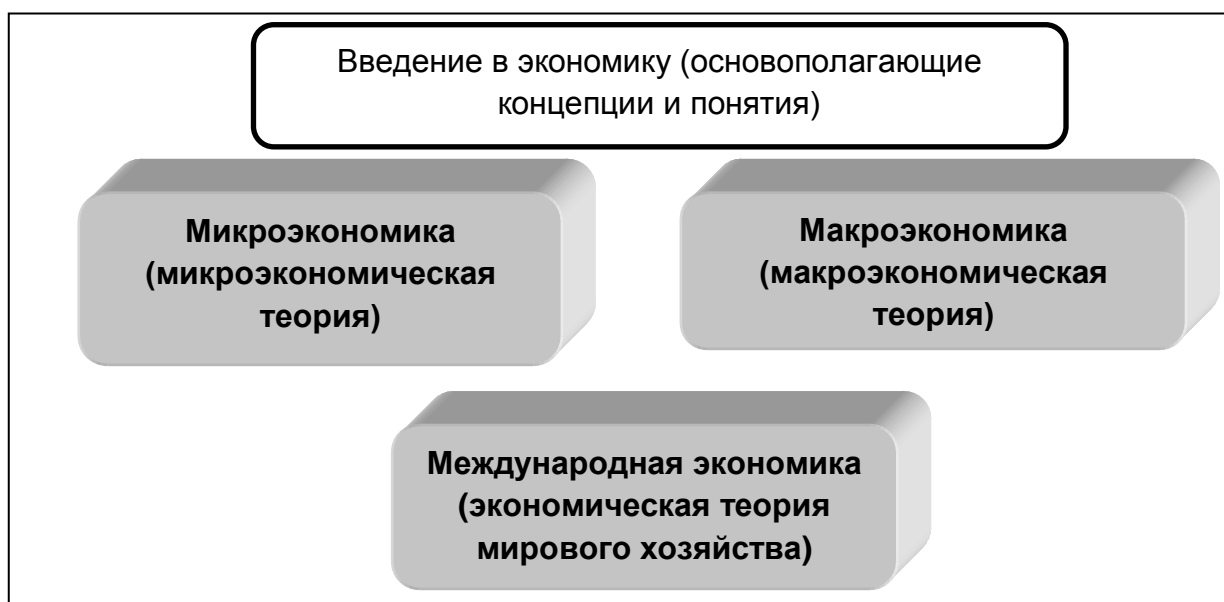 Введение в экономику (основополагающие
концепции и понятия)
Микроэкономика
(микроэкономическая
теория)
Макроэкономика
(макроэкономическая
теория)
Международная экономика
(экономическая теория
мирового хозяйства)